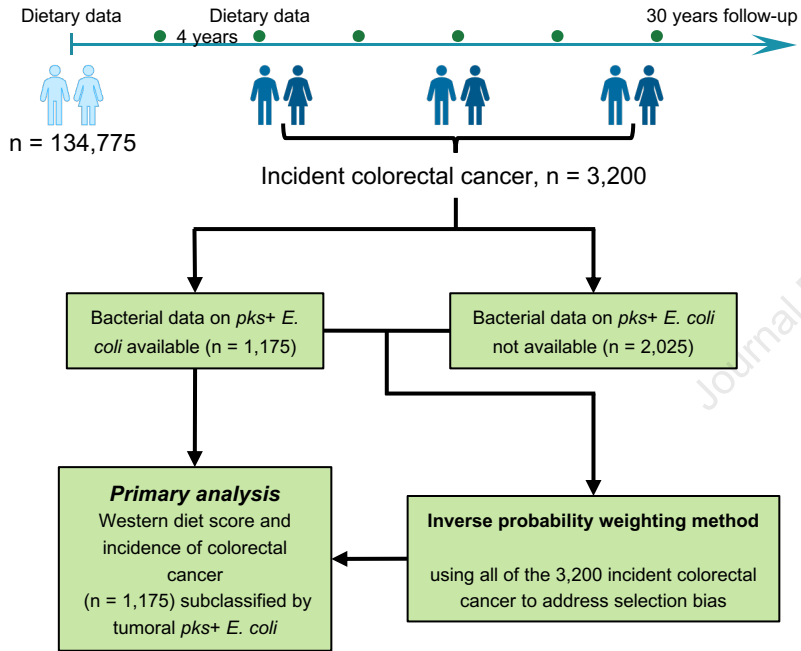 Dietary data
Dietary data
30 years follow-up
4 years
n = 134,775
Incident colorectal cancer, n = 3,200
Bacterial data on pks+ E.
coli available (n = 1,175)
Bacterial data on pks+ E. coli
not available (n = 2,025)
Journal
Primary analysis
Western diet score and
incidence of colorectal
cancer
(n = 1,175) subclassified by
tumoral pks+ E. coli
Inverse probability weighting method
using all of the 3,200 incident colorectal
cancer to address selection bias